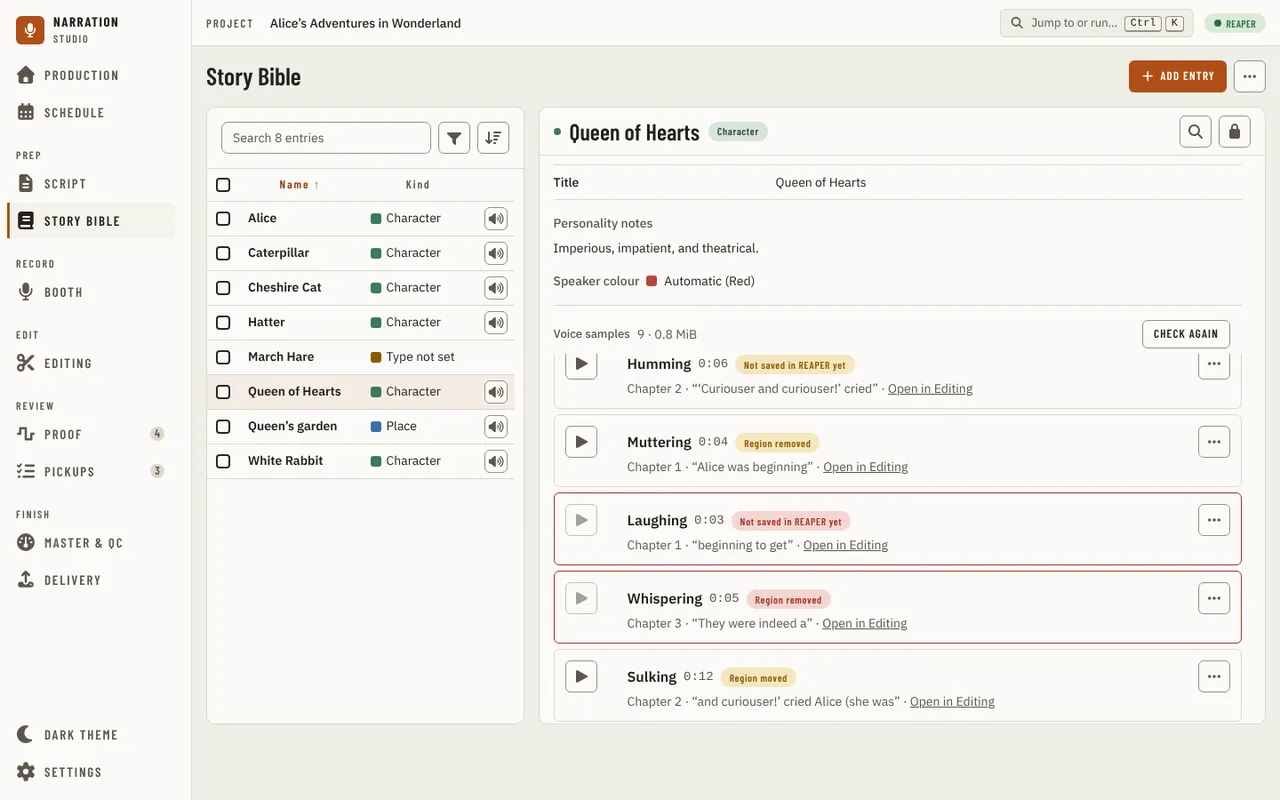 NARRATION
STUDIO
PRODUCTION
SCHEDULE
PREP
SCRIPT
STORY BIBLE
RECORD
BOOTH
EDIT
EDITING
REVIEW
PROOF 4
PICKUPS 3
FINISH
MASTER & QC
DELIVERY
DARK THEME
SETTINGS
PROJECT Alice’s Adventures in Wonderland
Jump to or run… Ctrl K
REAPER
Story Bible
ADD ENTRY
Search 8 entries
Name ↑ Kind
Alice Character
Caterpillar Character
Cheshire Cat Character
Hatter Character
March Hare Type not set
Queen of Hearts Character
Queen’s garden Place
White Rabbit Character
Queen of Hearts Character
Title Queen of Hearts
Personality notes
Imperious, impatient, and theatrical.
Speaker colour Automatic (Red)
Voice samples 9 · 0.8 MiB
CHECK AGAIN
Humming 0:06 Not saved in REAPER yet
Chapter 2 · “‘Curiouser and curiouser!’ cried” · Open in Editing
Muttering 0:04 Region removed
Chapter 1 · “Alice was beginning” · Open in Editing
Laughing 0:03 Not saved in REAPER yet
Chapter 1 · “beginning to get” · Open in Editing
Whispering 0:05 Region removed
Chapter 3 · “They were indeed a” · Open in Editing
Sulking 0:12 Region moved
Chapter 2 · “and curiouser!’ cried Alice (she was” · Open in Editing